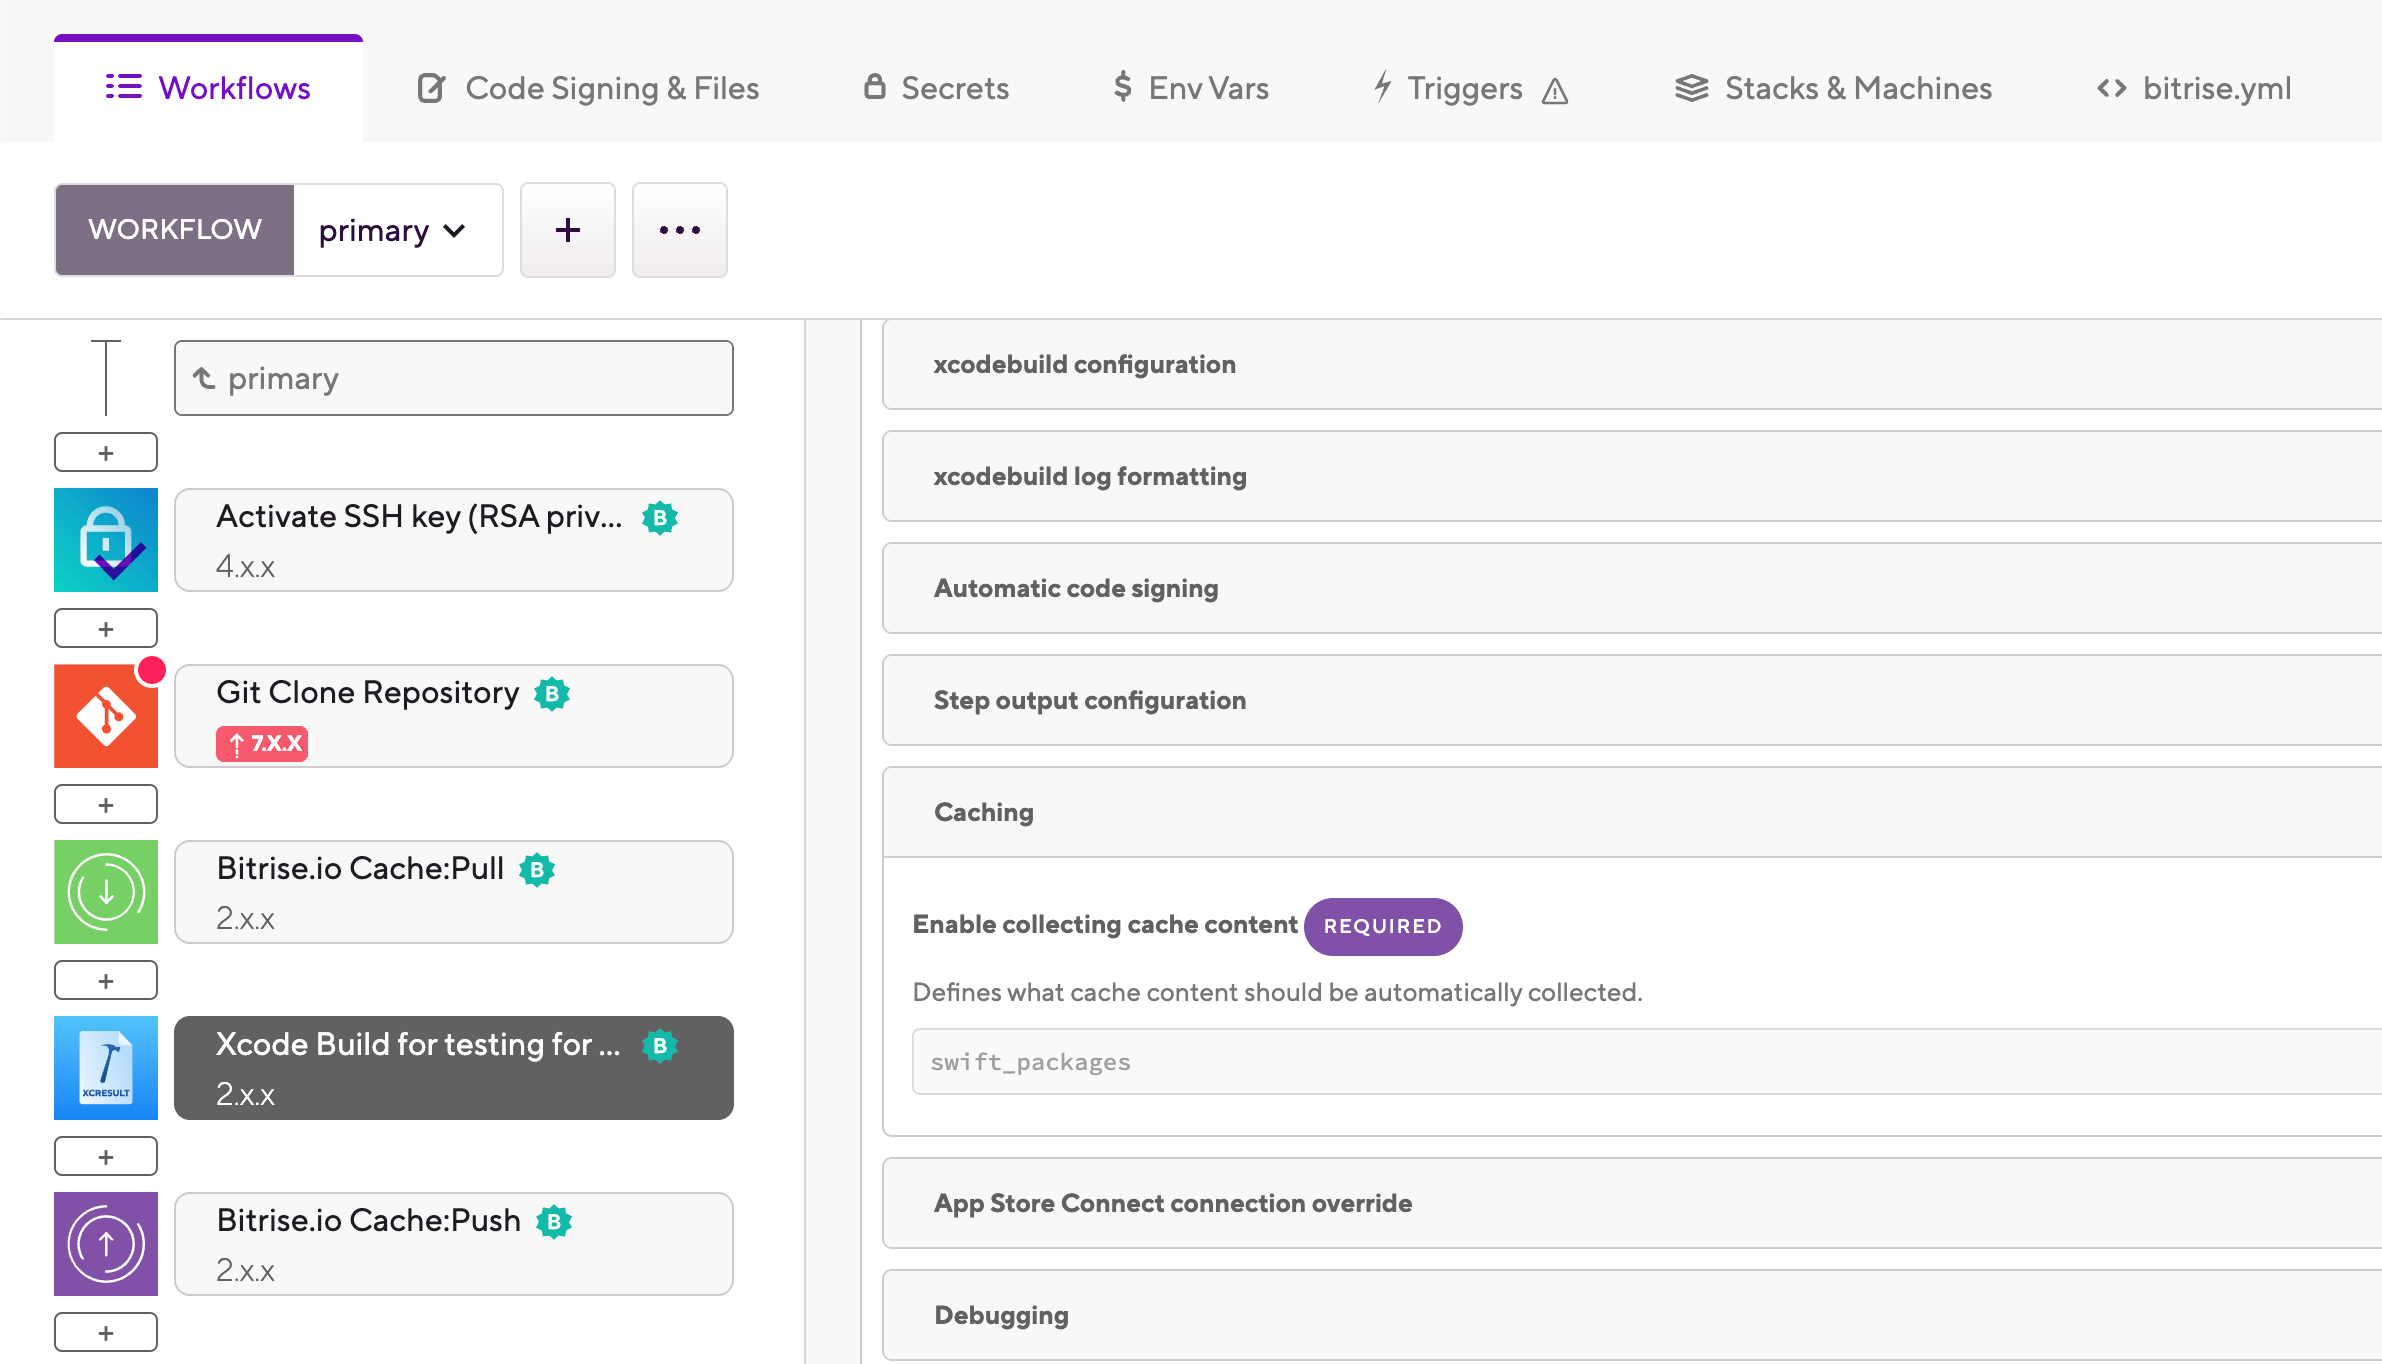 Workflows
Code Signing & Files
Secrets
Env Vars
Triggers
Stacks & Machines
bitrise.yml
WORKFLOW
primary
primary
Activate SSH key (RSA priv...
B
4.x.x
Git Clone Repository
B
7.X.X
Bitrise.io Cache:Pull
B
2.x.x
XCRESULT
Xcode Build for testing for ...
B
2.x.x
Bitrise.io Cache:Push
B
2.x.x
xcodebuild configuration
xcodebuild log formatting
Automatic code signing
Step output configuration
Caching
Enable collecting cache content REQUIRED
Defines what cache content should be automatically collected.
swift_packages
App Store Connect connection override
Debugging